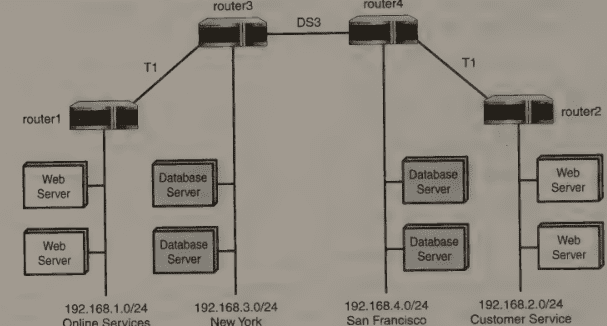 router3
router4
DS3
T1
T1
router1
router2
Web
Server
Database
Server
Database
Server
Web
Server
Web
Server
Database
Server
Database
Server
Web
Server
192.168.1.0/24
Online Services
192.168.3.0/24
New York
192.168.4.0/24
San Francisco
192.168.2.0/24
Customer Service